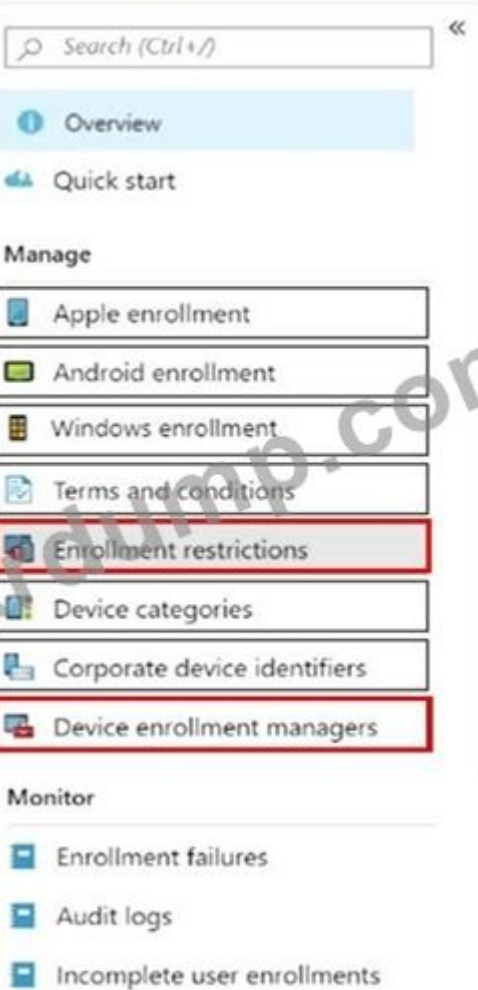 Search (Ctrl+/)
«
Overview
Quick start
Manage
Apple enrollment
Android enrollment
Windows enrollment
Terms and conditions
Enrollment restrictions
Device categories
Corporate device identifiers
Device enrollment managers
Monitor
Enrollment failures
Audit logs
Incomplete user enrollments